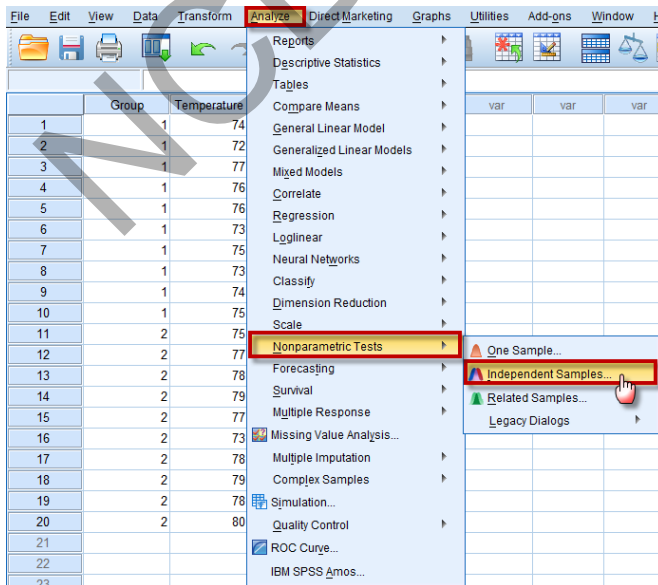 File Edit View Data Transform Analyze Direct Marketing Graphs Utilities Add-ons Window
Reports
Descriptive Statistics
Tables
Compare Means
General Linear Model
Generalized Linear Models
Mixed Models
Correlate
Regression
Loglinear
Neural Networks
Classify
Dimension Reduction
Scale
Nonparametric Tests
Forecasting
Survival
Multiple Response
Missing Value Analysis...
Multiple Imputation
Complex Samples
Simulation...
Quality Control
ROC Curve...
IBM SPSS Amos...
One Sample...
Independent Samples...
Related Samples...
Legacy Dialogs
Group Temperature var var var
1 1 74
2 1 72
3 1 77
4 1 76
5 1 76
6 1 73
7 1 75
8 1 73
9 1 74
10 1 75
11 2 75
12 2 77
13 2 78
14 2 79
15 2 77
16 2 73
17 2 78
18 2 79
19 2 78
20 2 80
21
22
23